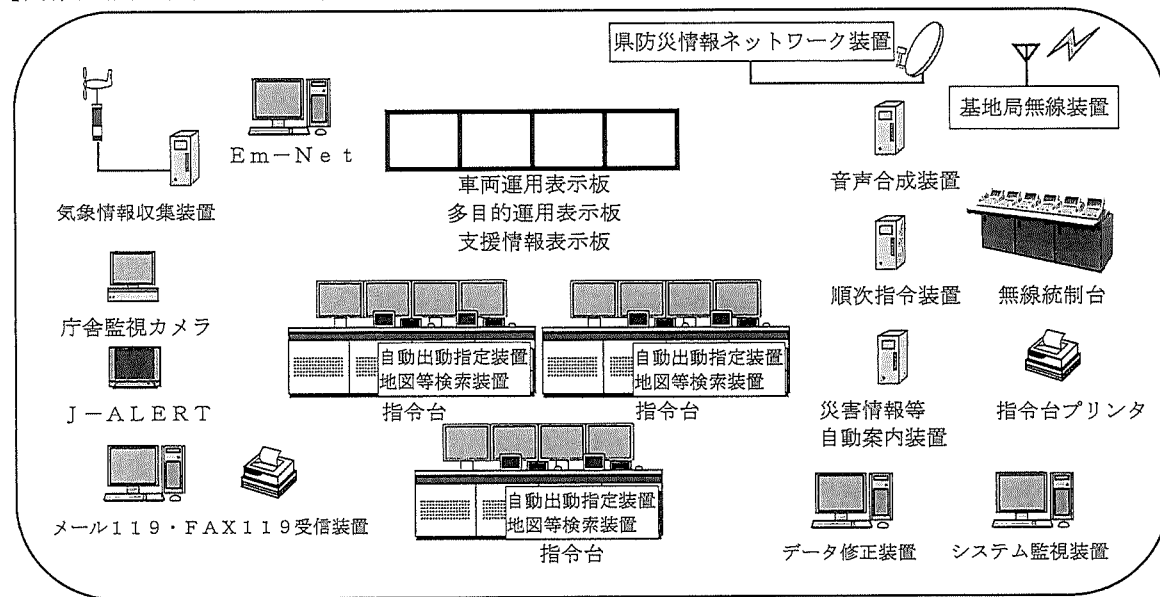 県防災情報ネットワーク装置
基地局無線装置
Em-Net
気象情報収集装置
車両運用表示板
多目的運用表示板
支援情報表示板
音声合成装置
庁舎監視カメラ
順次指令装置
無線統制台
自動出動指定装置
地図等検索装置
指令台
自動出動指定装置
地図等検索装置
指令台
J-ALERT
災害情報等
自動案内装置
指令台プリンタ
自動出動指定装置
地図等検索装置
指令台
メール119・FAX119受信装置
データ修正装置
システム監視装置